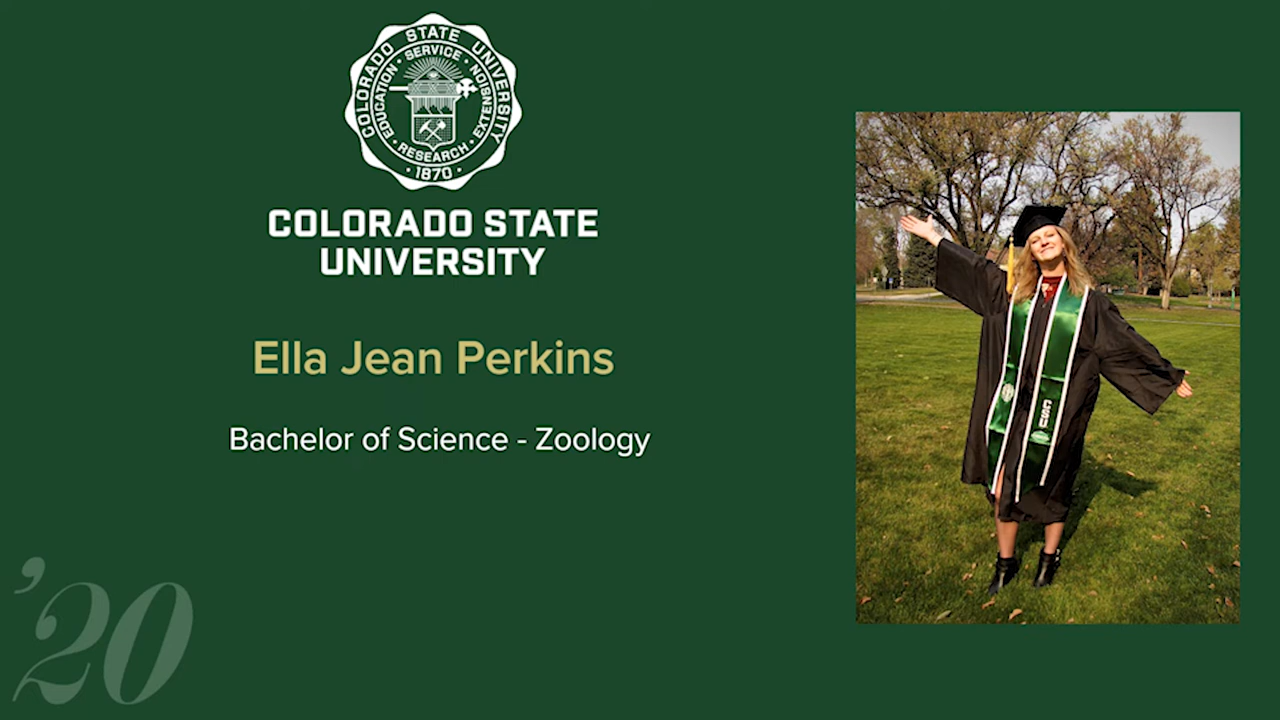 COLORADO STATE UNIVERSITY
EDUCATION • SERVICE • EXTENSION
• RESEARCH •
• 1870 •
COLORADO STATE
UNIVERSITY
Ella Jean Perkins
Bachelor of Science - Zoology
CSU
’20